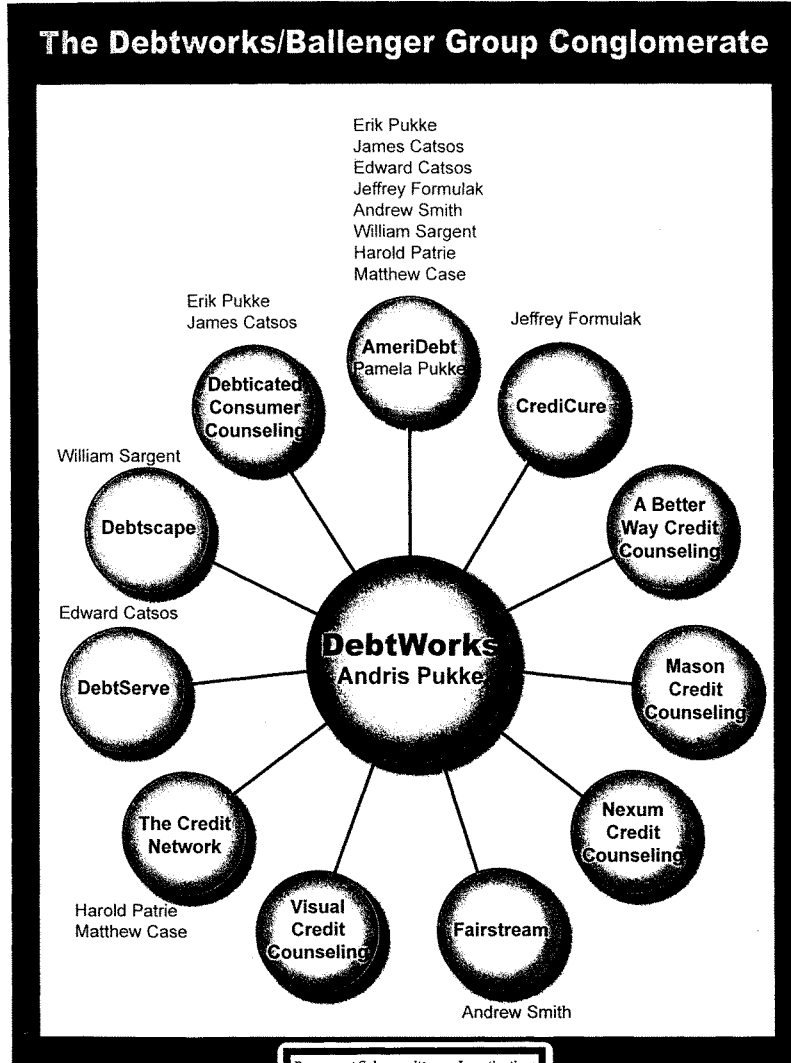 The Debtworks/Ballenger Group Conglomerate
Erik Pukke
James Catsos
Edward Catsos
Jeffrey Formulak
Andrew Smith
William Sargent
Harold Patrie
Matthew Case
Erik Pukke
James Catsos
Jeffrey Formulak
AmeriDebt
Pamela Pukke
Debticated
Consumer
Counseling
CrediCure
William Sargent
Debtscape
A Better
Way Credit
Counseling
Edward Catsos
DebtServe
DebtWorks
Andris Pukke
Mason
Credit
Counseling
The Credit
Network
Nexum
Credit
Counseling
Harold Patrie
Matthew Case
Visual
Credit
Counseling
Fairstream
Andrew Smith